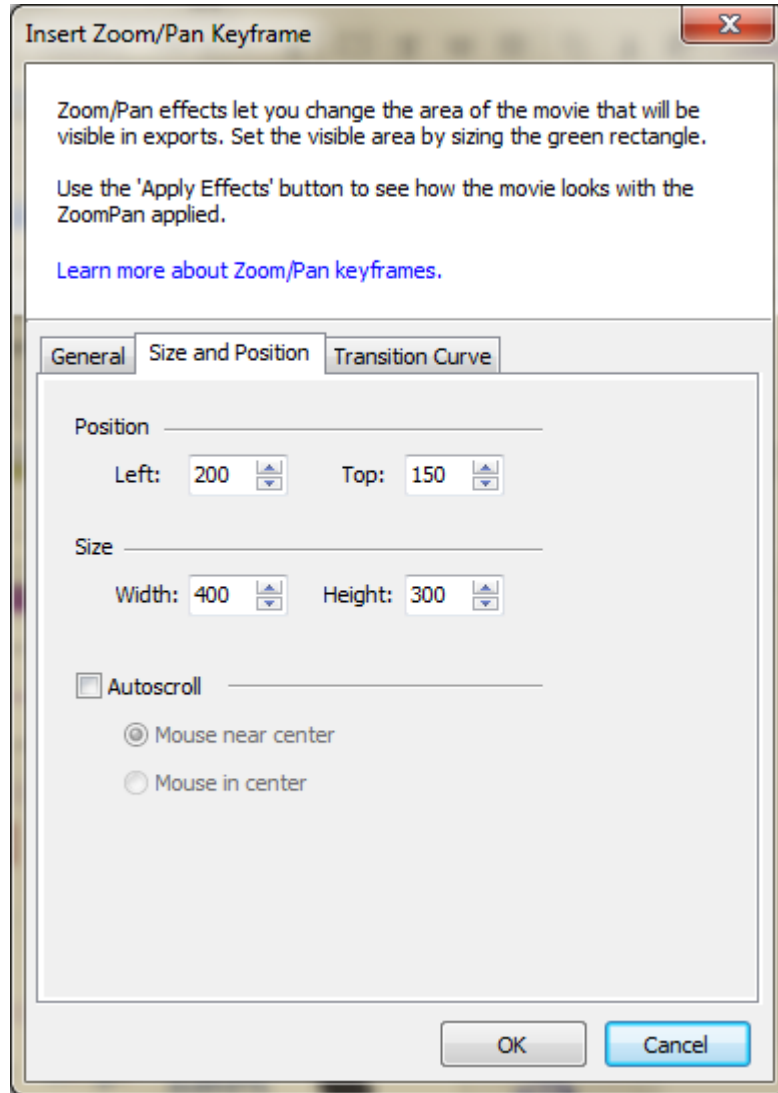 Insert Zoom/Pan Keyframe
Zoom/Pan effects let you change the area of the movie that will be
visible in exports. Set the visible area by sizing the green rectangle.
Use the 'Apply Effects' button to see how the movie looks with the
ZoomPan applied.
Learn more about Zoom/Pan keyframes.
General Size and Position Transition Curve
Position
Left: 200 Top: 150
Size
Width: 400 Height: 300
Autoscroll
Mouse near center
Mouse in center
OK Cancel